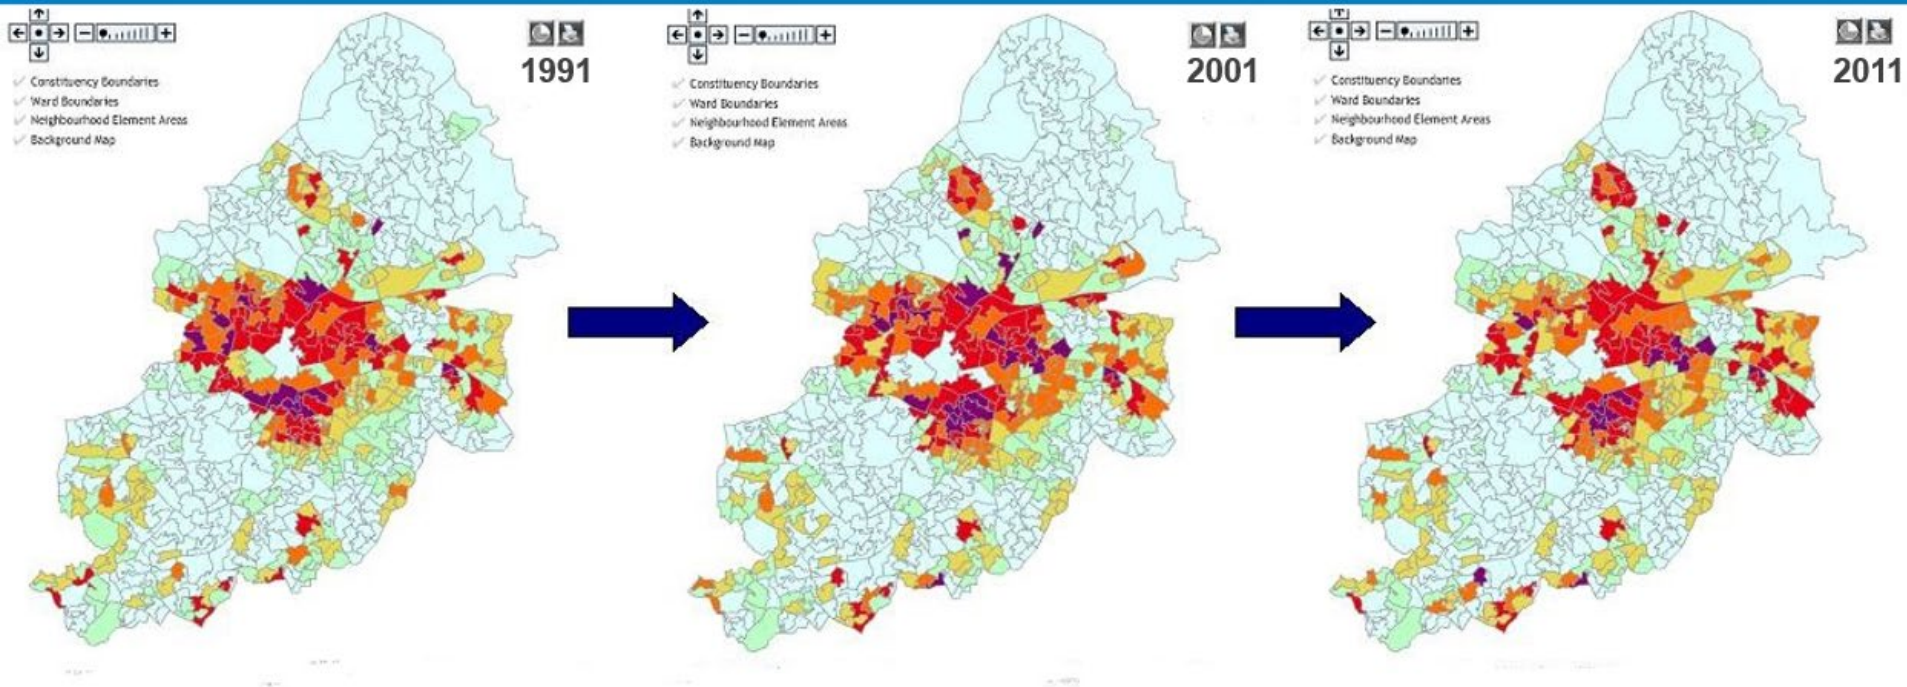 1991
Constituency Boundaries
Ward Boundaries
Neighbourhood Element Areas
Background Map
2001
Constituency Boundaries
Ward Boundaries
Neighbourhood Element Areas
Background Map
2011
Constituency Boundaries
Ward Boundaries
Neighbourhood Element Areas
Background Map